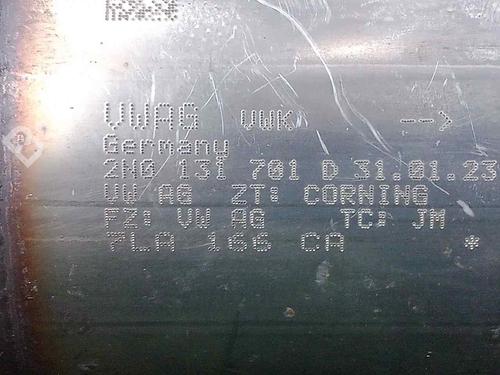 VWAG VWK -->
Germany
2N0 131 701 D 31.01.23
VW AG ZT: CORNING
FZ: VW AG TC: JM
7LA 166 CA *